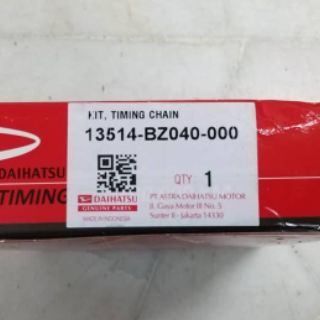 KIT, TIMING CHAIN
13514-BZ040-000
DAIHATSU
TIMING
QTY 1
DAIHATSU
GENUINE PARTS
MADE IN INDONESIA
PT ASTRA DAIHATSU MOTOR
Jl. Gaya Motor III No. 5
Sunter II - Jakarta 14330